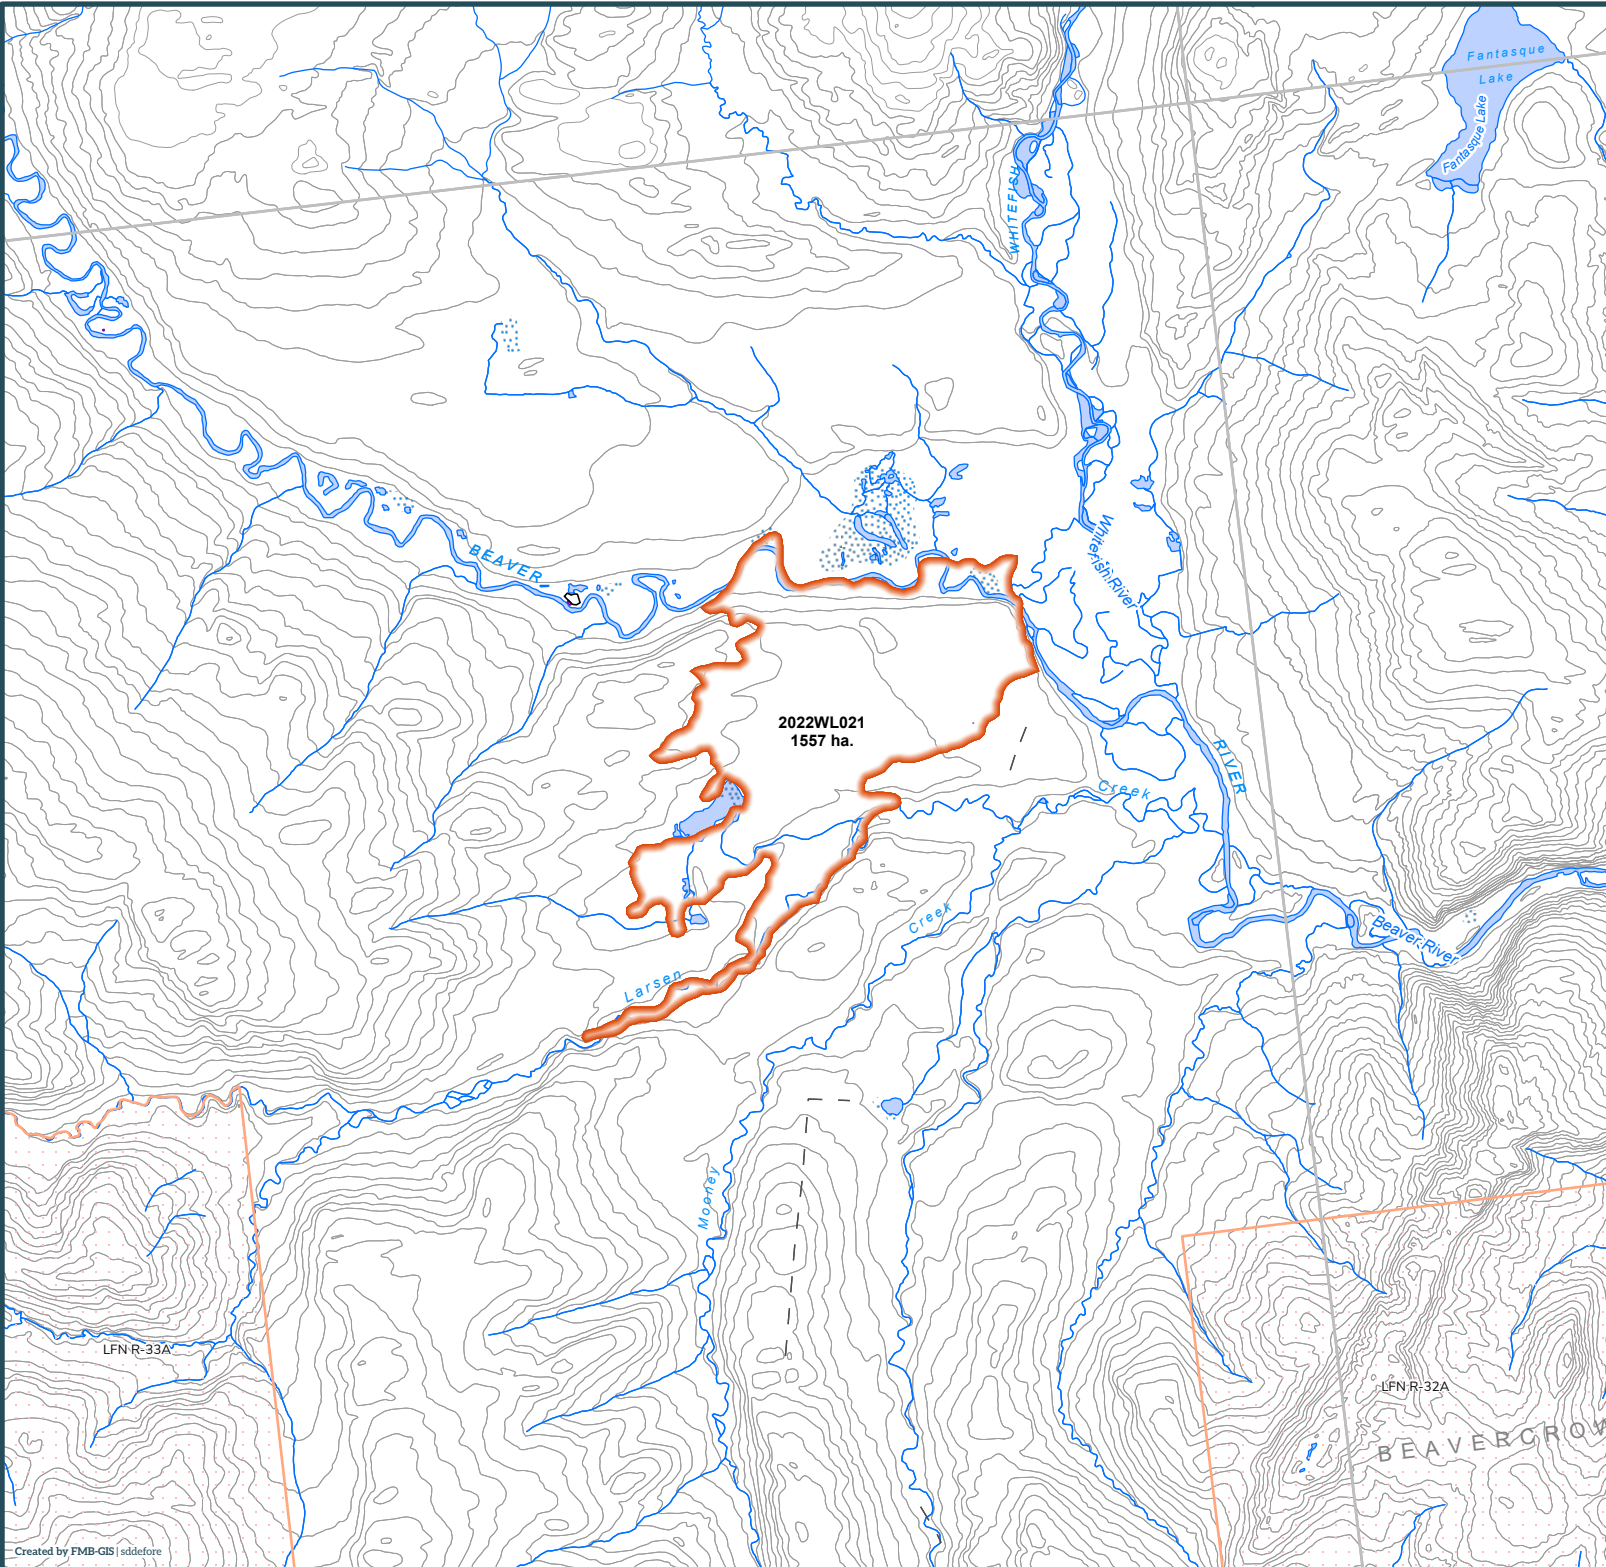 Fantasque
Lake
Fantasque Lake
WHITEFISH
BEAVER
Whitefish River
2022WL021
1557 ha.
RIVER
Creek
Creek
Beaver River
Larsen
Mooney
LFN R-33A
LFN R-32A
BEAVERCROW
Created by FMB-GIS | sddefore